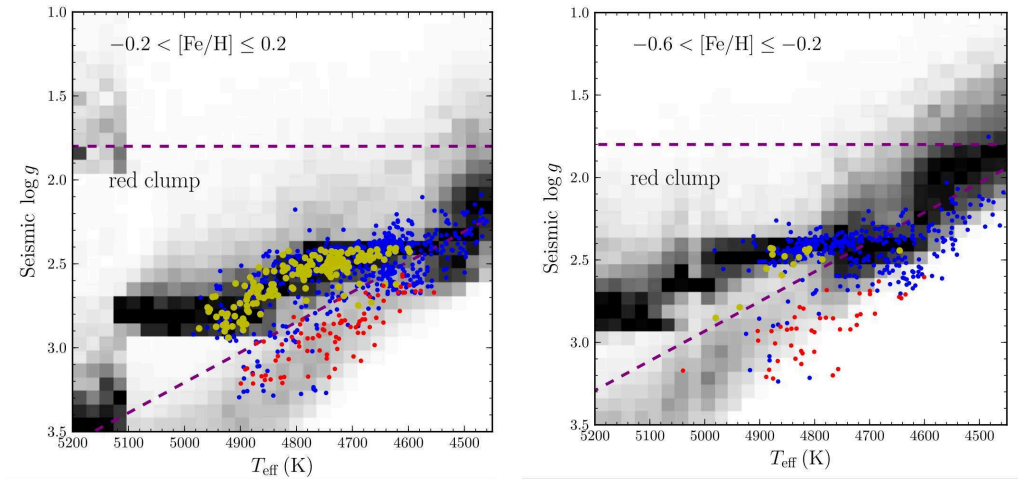 −0.2 < [Fe/H] ≤ 0.2
red clump
Seismic log g
1.0
1.5
2.0
2.5
3.0
3.5
5200 5100 5000 4900 4800 4700 4600 4500
T_eff (K)
−0.6 < [Fe/H] ≤ −0.2
red clump
Seismic log g
1.0
1.5
2.0
2.5
3.0
3.5
5200 5100 5000 4900 4800 4700 4600 4500
T_eff (K)